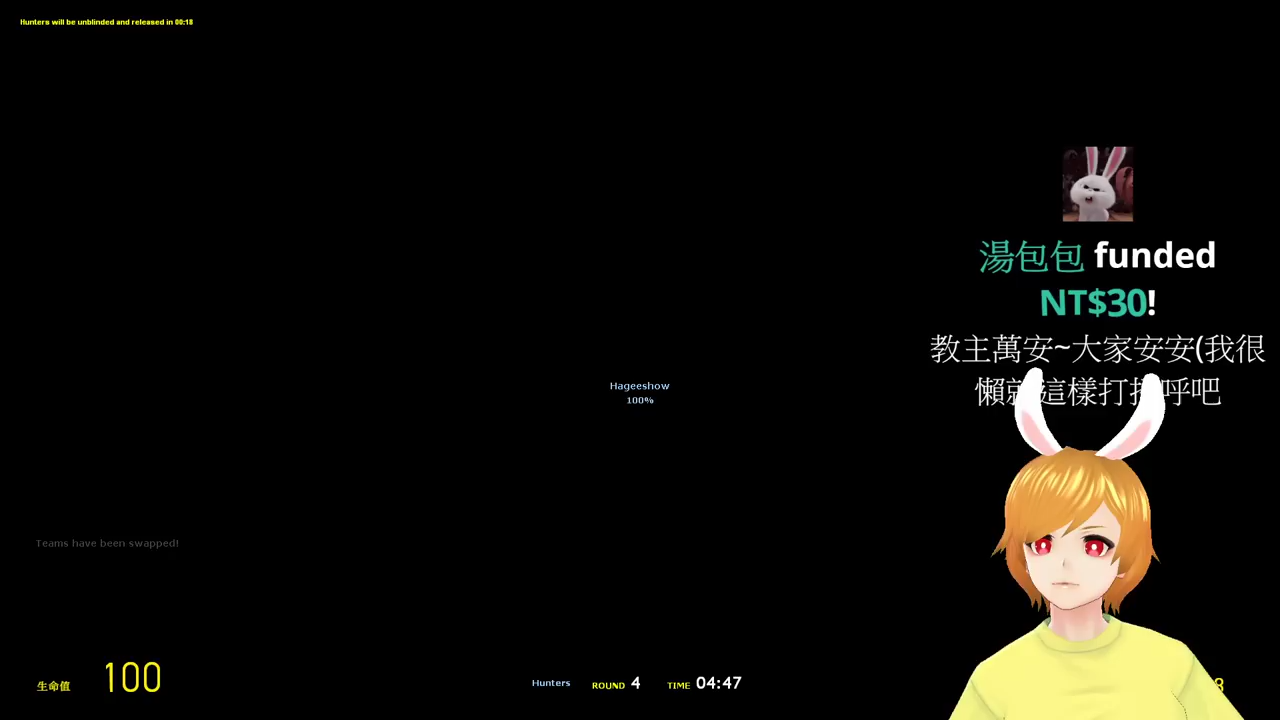 Hunters will be unblinded and released in 00:18
湯包包 funded
NT$30!
教主萬安~大家安安(我很
懶就這樣打招呼吧
Hageeshow
100%
Teams have been swapped!
生命值 100
Hunters ROUND 4 TIME 04:47